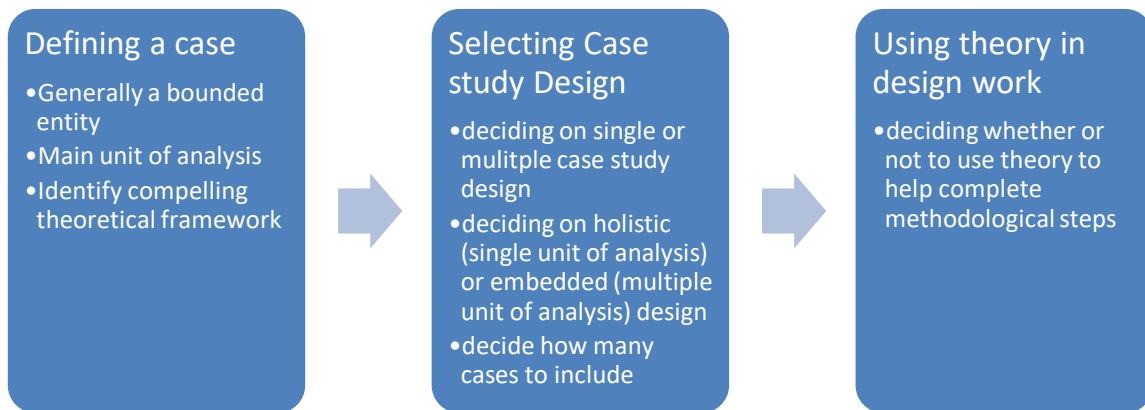 Defining a case
•Generally a bounded
entity
•Main unit of analysis
•Identify compelling
theoretical framework
Selecting Case
study Design
•deciding on single or
mulitple case study
design
•deciding on holistic
(single unit of analysis)
or embedded (multiple
unit of analysis) design
•decide how many
cases to include
Using theory in
design work
•deciding whether or
not to use theory to
help complete
methodological steps